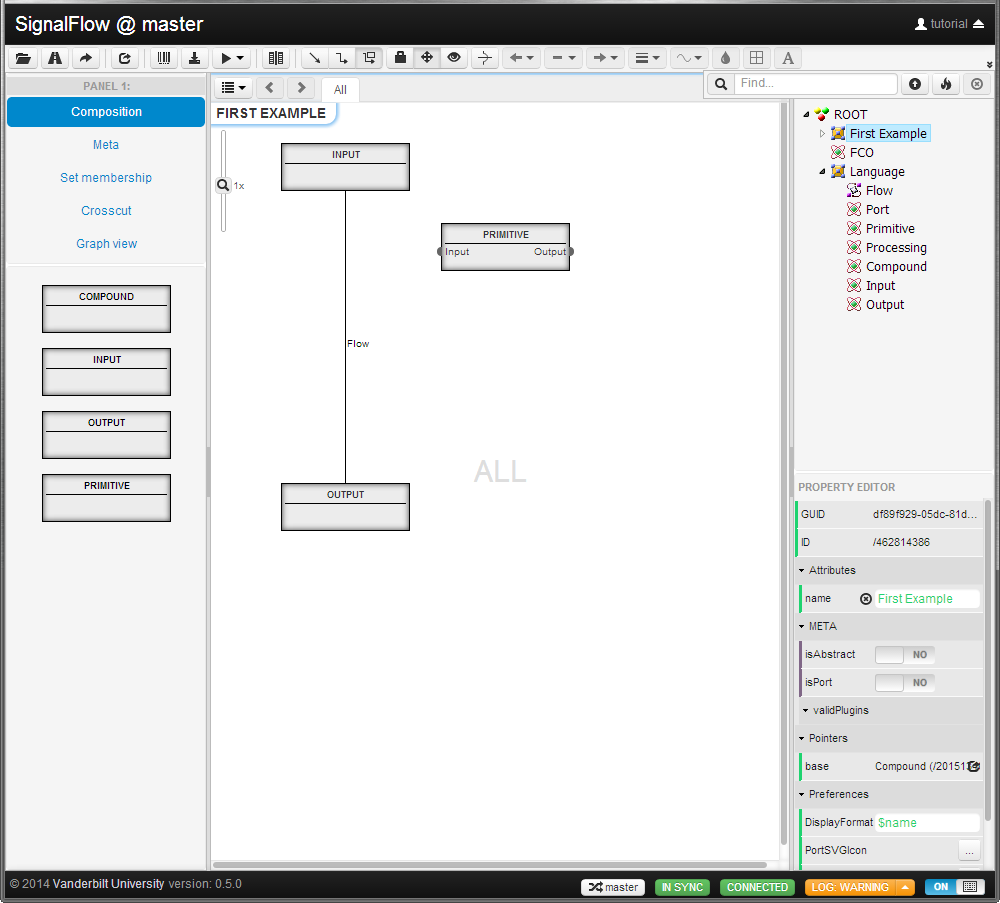 SignalFlow @ master
tutorial
A
PANEL 1:
Composition
Meta
Set membership
Crosscut
Graph view
COMPOUND
INPUT
OUTPUT
PRIMITIVE
All
FIRST EXAMPLE
1x
INPUT
PRIMITIVE
Input Output
Flow
ALL
OUTPUT
Find...
ROOT
First Example
FCO
Language
Flow
Port
Primitive
Processing
Compound
Input
Output
PROPERTY EDITOR
GUID df89f929-05dc-81d...
ID /462814386
Attributes
name First Example
META
isAbstract NO
isPort NO
validPlugins
Pointers
base Compound
Preferences
DisplayFormat $name
PortSVGIcon ...
© 2014 Vanderbilt University version: 0.5.0
master IN SYNC CONNECTED LOG: WARNING ON